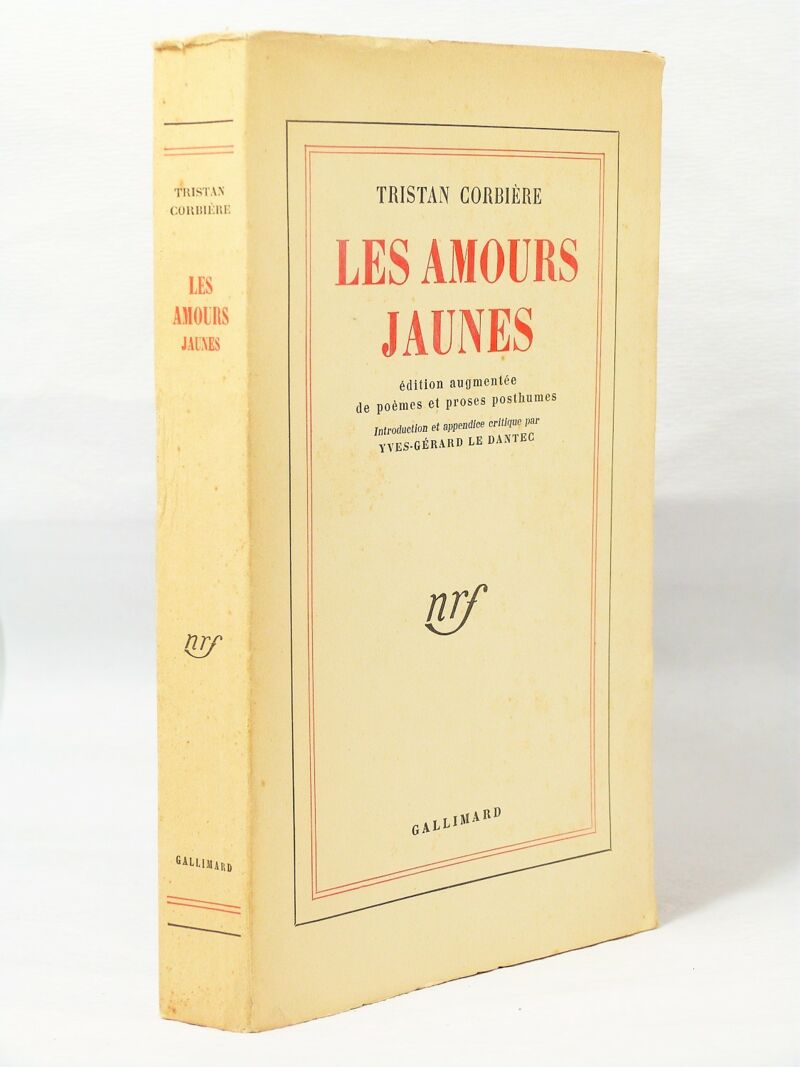 TRISTAN
CORBIÈRE
LES
AMOURS
JAUNES
nrf
GALLIMARD
TRISTAN CORBIÈRE
LES AMOURS
JAUNES
édition augmentée
de poèmes et proses posthumes
Introduction et appendice critique par
YVES-GÉRARD LE DANTEC
nrf
GALLIMARD